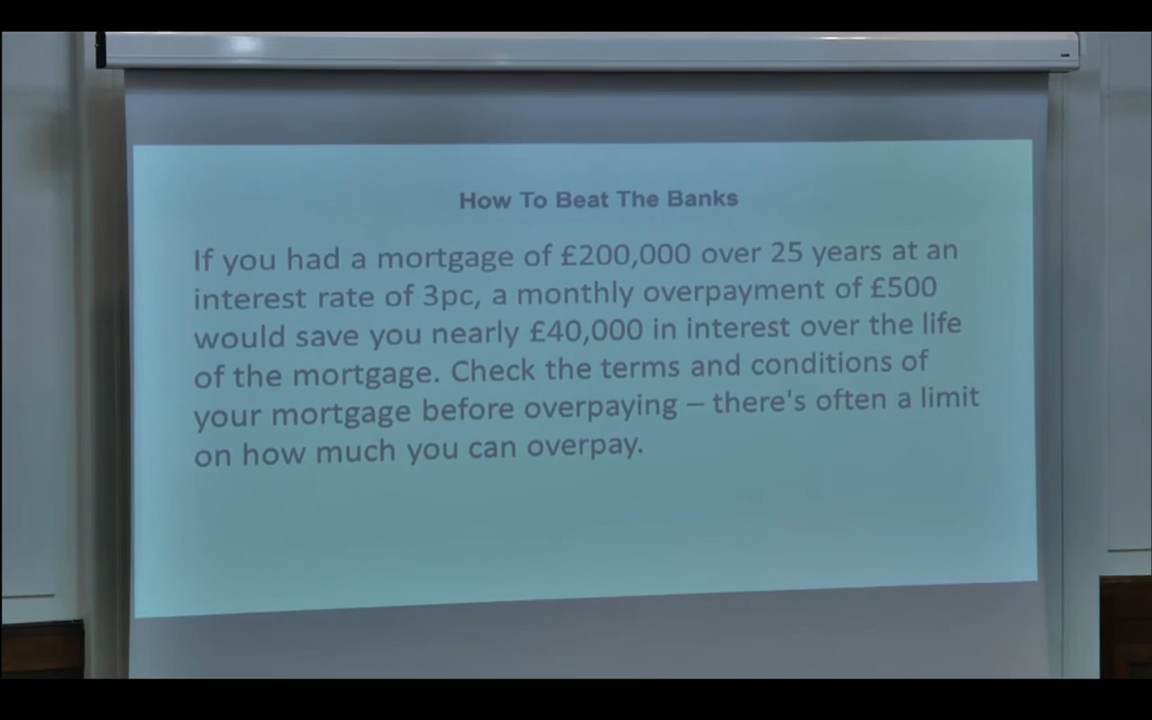 How To Beat The Banks
If you had a mortgage of £200,000 over 25 years at an
interest rate of 3pc, a monthly overpayment of £500
would save you nearly £40,000 in interest over the life
of the mortgage. Check the terms and conditions of
your mortgage before overpaying – there's often a limit
on how much you can overpay.